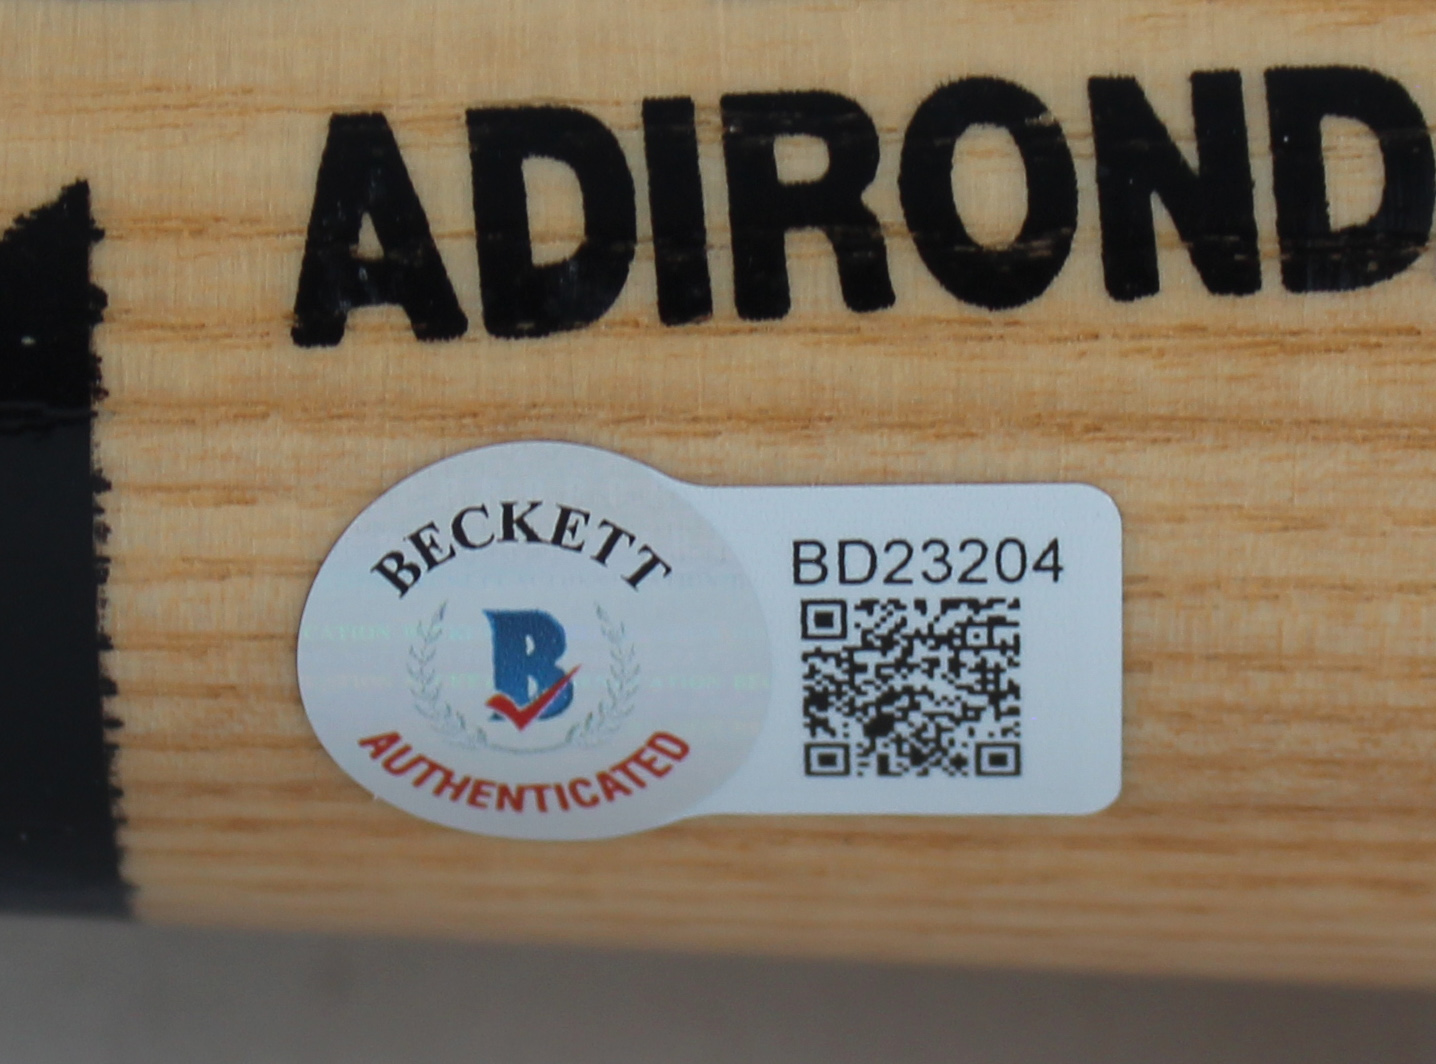 ADIROND
BECKETT
B
AUTHENTICATED
BD23204